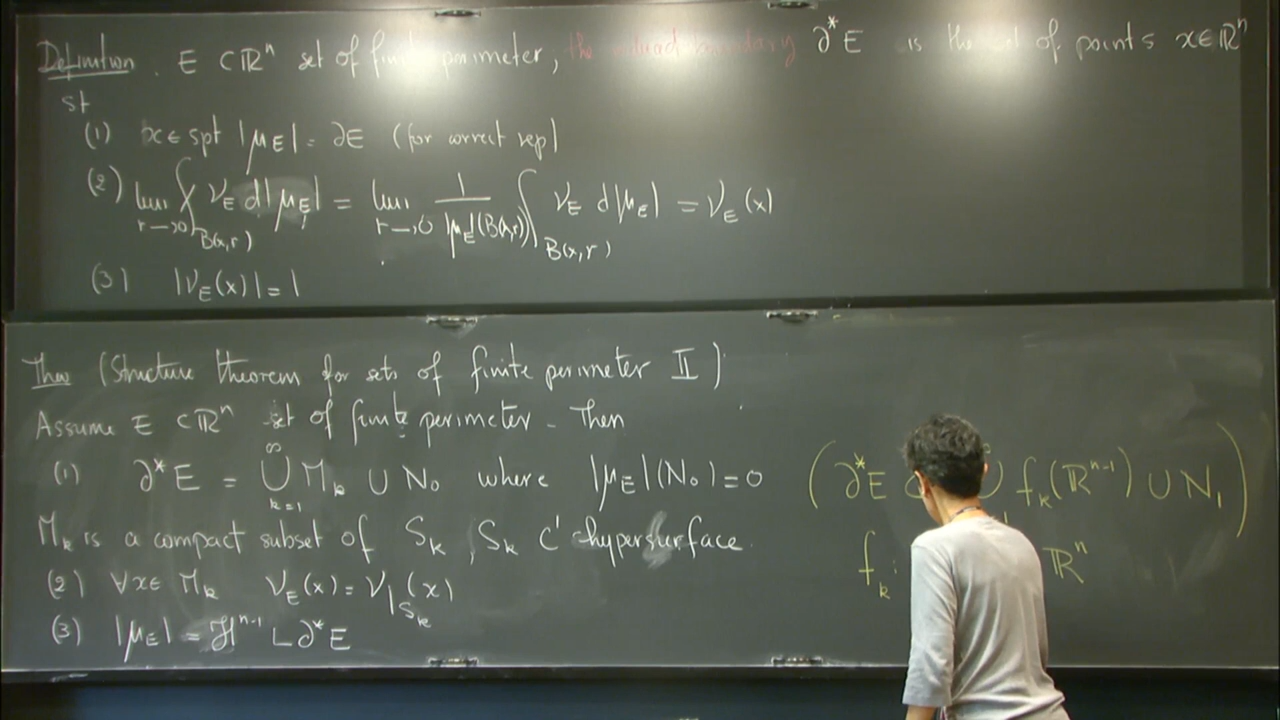 Definition. E ⊂ ℝⁿ set of finite perimeter, the reduced boundary ∂*E is the set of points x∈ℝⁿ
st
(1) x ∈ spt |μ_E| = ∂E (for correct rep)
(2) lim_{r→0} ⨍_{B(x,r)} ν_E d|μ_E| = lim_{r→0} 1/|μ_E|(B(x,r)) ∫_{B(x,r)} ν_E d|μ_E| = ν_E(x)
(3) |ν_E(x)| = 1
Thm (Structure theorem for sets of finite perimeter II)
Assume E ⊂ ℝⁿ set of finite perimeter. Then
(1) ∂*E = ⋃_{k=1}^∞ M_k ∪ N₀ where |μ_E|(N₀) = 0
M_k is a compact subset of S_k, S_k C¹-hypersurface.
(2) ∀x∈ M_k ν_E(x) = ν|_{S_k}(x)
(3) |μ_E| = ℋ^{n-1} ∟ ∂*E
(∂*E f_k(ℝ^{n-1}) ∪ N₁)
f_k : ℝⁿ